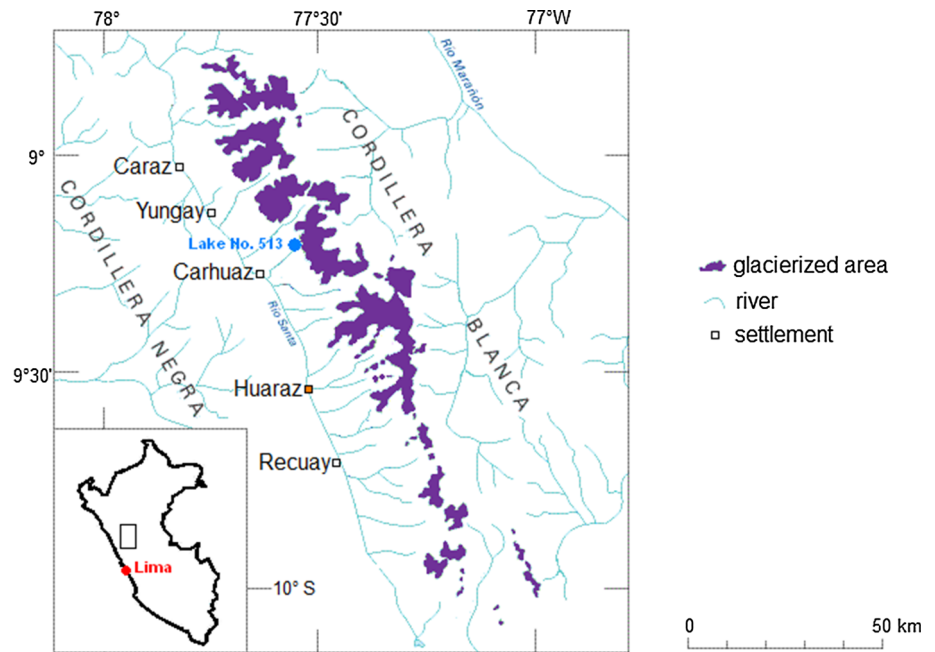 78°
77°30'
77°W
Río Marañón
CORDILLERA BLANCA
9°
Caraz
CORDILLERA NEGRA
Yungay
Lake No. 513
Carhuaz
glacierized area
river
Río Santa
settlement
9°30'
Huaraz
Recuay
Lima
10° S
0
50 km